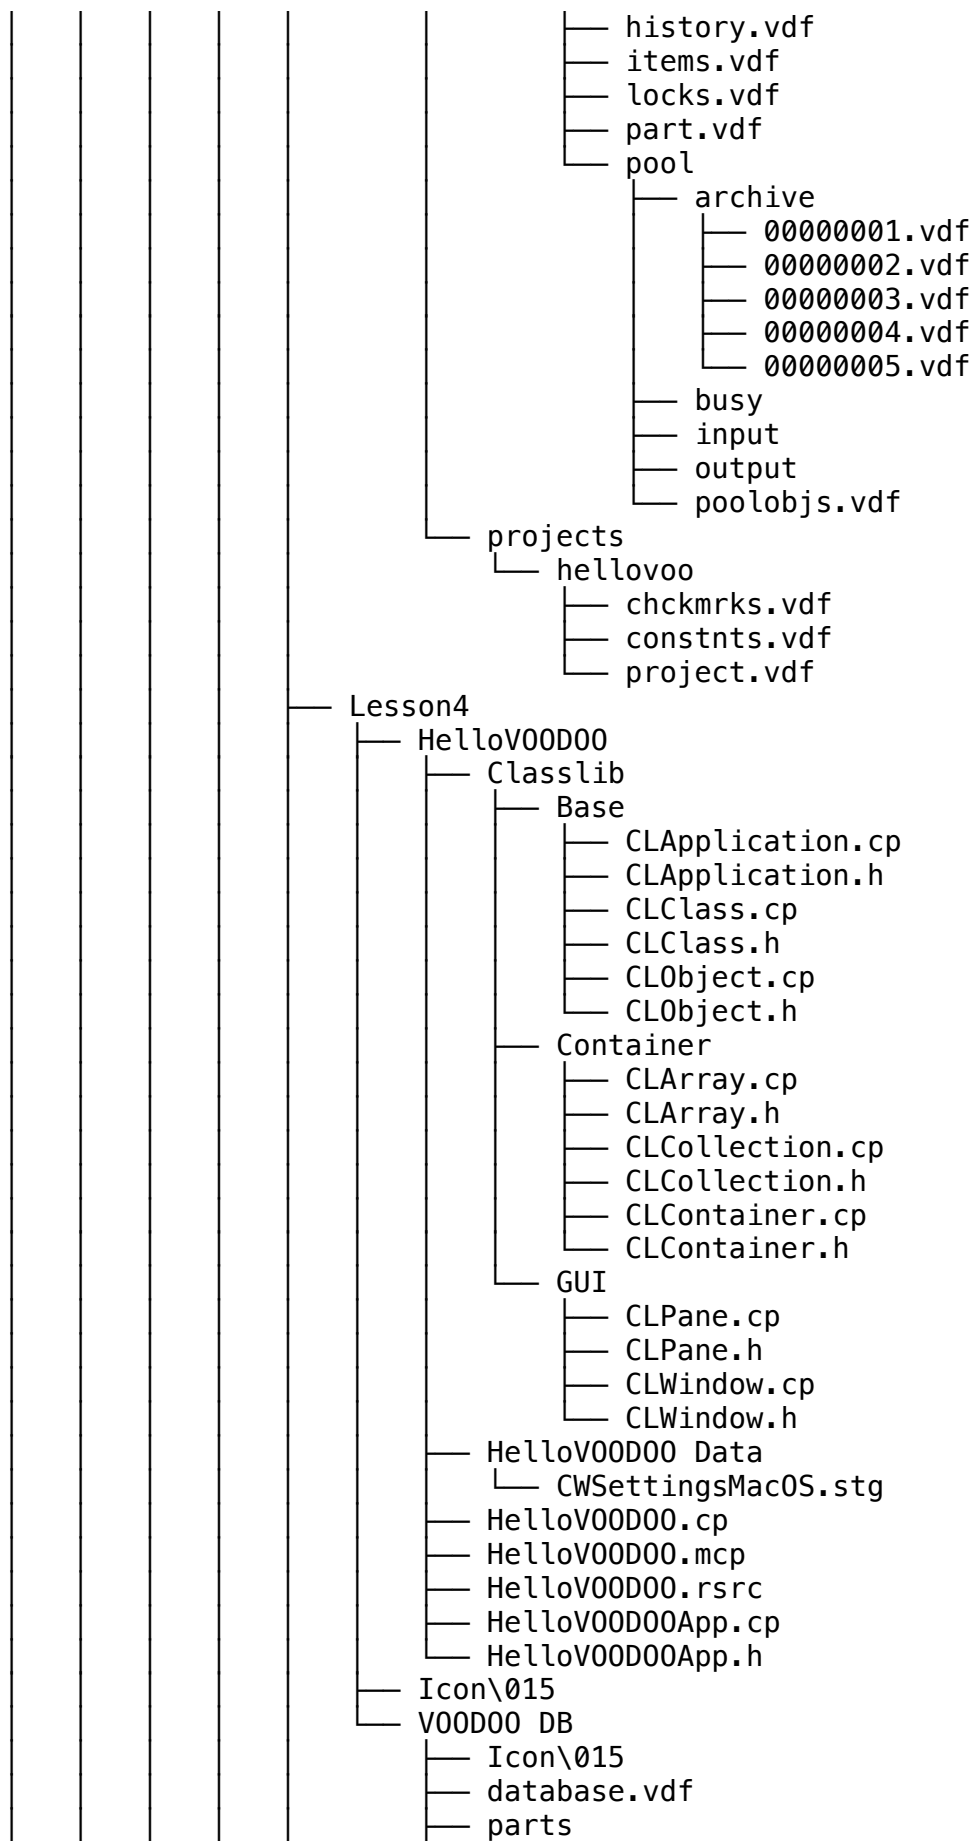 history.vdf
items.vdf
locks.vdf
part.vdf
pool
archive
00000001.vdf
00000002.vdf
00000003.vdf
00000004.vdf
00000005.vdf
busy
input
output
poolobjs.vdf
projects
hellovoo
chckmrks.vdf
constnts.vdf
project.vdf
Lesson4
HelloVOODOO
Classlib
Base
CLApplication.cp
CLApplication.h
CLClass.cp
CLClass.h
CLObject.cp
CLObject.h
Container
CLArray.cp
CLArray.h
CLCollection.cp
CLCollection.h
CLContainer.cp
CLContainer.h
GUI
CLPane.cp
CLPane.h
CLWindow.cp
CLWindow.h
HelloVOODOO Data
CWSettingsMacOS.stg
HelloVOODOO.cp
HelloVOODOO.mcp
HelloVOODOO.rsrc
HelloVOODOOApp.cp
HelloVOODOOApp.h
Icon\015
VOODOO DB
Icon\015
database.vdf
parts